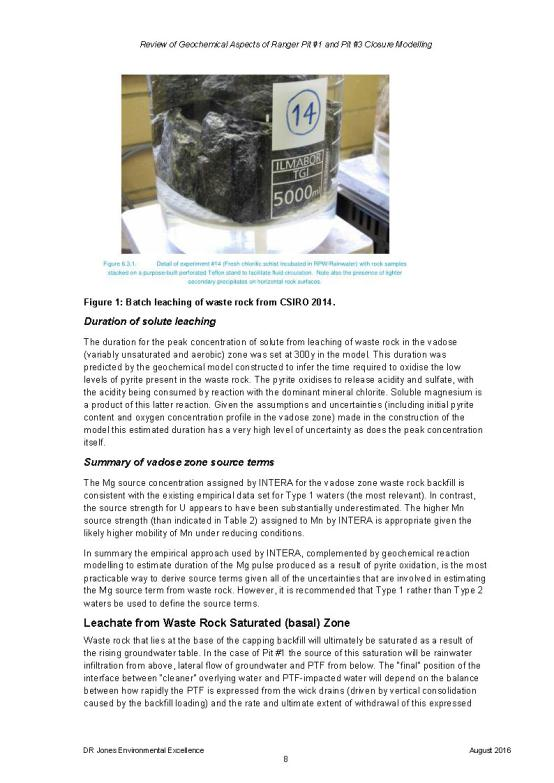 Review of Geochemical Aspects of Ranger Pit #1 and Pit #3 Closure Modelling
14
ILMABOR
TGI
5000ml
Figure 6.3.1: Detail of experiment #14 (Fresh chloritic schist incubated in RPW-Rainwater) with rock samples
stacked on a purpose-built perforated Teflon stand to facilitate fluid circulation. Note also the presence of lighter
secondary precipitates on horizontal rock surfaces.
Figure 1: Batch leaching of waste rock from CSIRO 2014.
Duration of solute leaching
The duration for the peak concentration of solute from leaching of waste rock in the vadose
(variably unsaturated and aerobic) zone was set at 300y in the model. This duration was
predicted by the geochemical model constructed to infer the time required to oxidise the low
levels of pyrite present in the waste rock. The pyrite oxidises to release acidity and sulfate, with
the acidity being consumed by reaction with the dominant mineral chlorite. Soluble magnesium is
a product of this latter reaction. Given the assumptions and uncertainties (including initial pyrite
content and oxygen concentration profile in the vadose zone) made in the construction of the
model this estimated duration has a very high level of uncertainty as does the peak concentration
itself.
Summary of vadose zone source terms
The Mg source concentration assigned by INTERA for the vadose zone waste rock backfill is
consistent with the existing empirical data set for Type 1 waters (the most relevant). In contrast,
the source strength for U appears to have been substantially underestimated. The higher Mn
source strength (than indicated in Table 2) assigned to Mn by INTERA is appropriate given the
likely higher mobility of Mn under reducing conditions.
In summary the empirical approach used by INTERA, complemented by geochemical reaction
modelling to estimate duration of the Mg pulse produced as a result of pyrite oxidation, is the most
practicable way to derive source terms given all of the uncertainties that are involved in estimating
the Mg source term from waste rock. However, it is recommended that Type 1 rather than Type 2
waters be used to define the source terms.
Leachate from Waste Rock Saturated (basal) Zone
Waste rock that lies at the base of the capping backfill will ultimately be saturated as a result of
the rising groundwater table. In the case of Pit #1 the source of this saturation will be rainwater
infiltration from above, lateral flow of groundwater and PTF from below. The "final" position of the
interface between "cleaner" overlying water and PTF-impacted water will depend on the balance
between how rapidly the PTF is expressed from the wick drains (driven by vertical consolidation
caused by the backfill loading) and the rate and ultimate extent of withdrawal of this expressed
DR Jones Environmental Excellence
August 2016
8